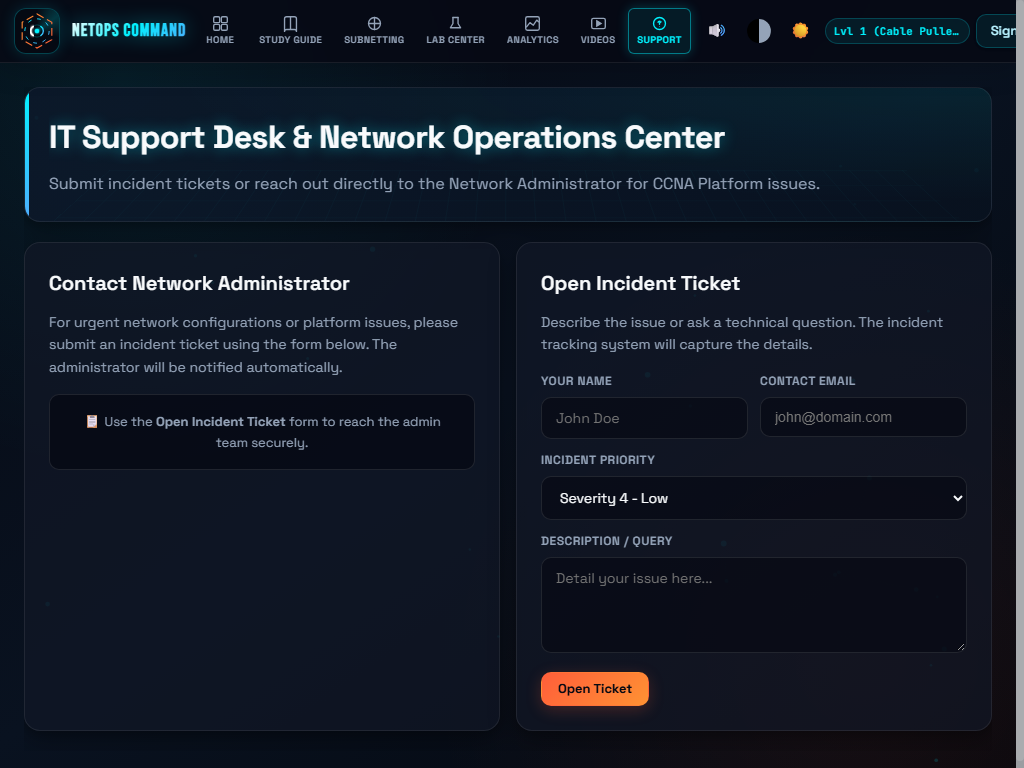 NETOPS COMMAND
HOME
STUDY GUIDE
SUBNETTING
LAB CENTER
ANALYTICS
VIDEOS
SUPPORT
Lvl 1 (Cable Pulle…
Sign
IT Support Desk & Network Operations Center
Submit incident tickets or reach out directly to the Network Administrator for CCNA Platform issues.
Contact Network Administrator
For urgent network configurations or platform issues, please
submit an incident ticket using the form below. The
administrator will be notified automatically.
Use the Open Incident Ticket form to reach the admin
team securely.
Open Incident Ticket
Describe the issue or ask a technical question. The incident
tracking system will capture the details.
YOUR NAME
CONTACT EMAIL
John Doe
john@domain.com
INCIDENT PRIORITY
Severity 4 - Low
DESCRIPTION / QUERY
Detail your issue here...
Open Ticket